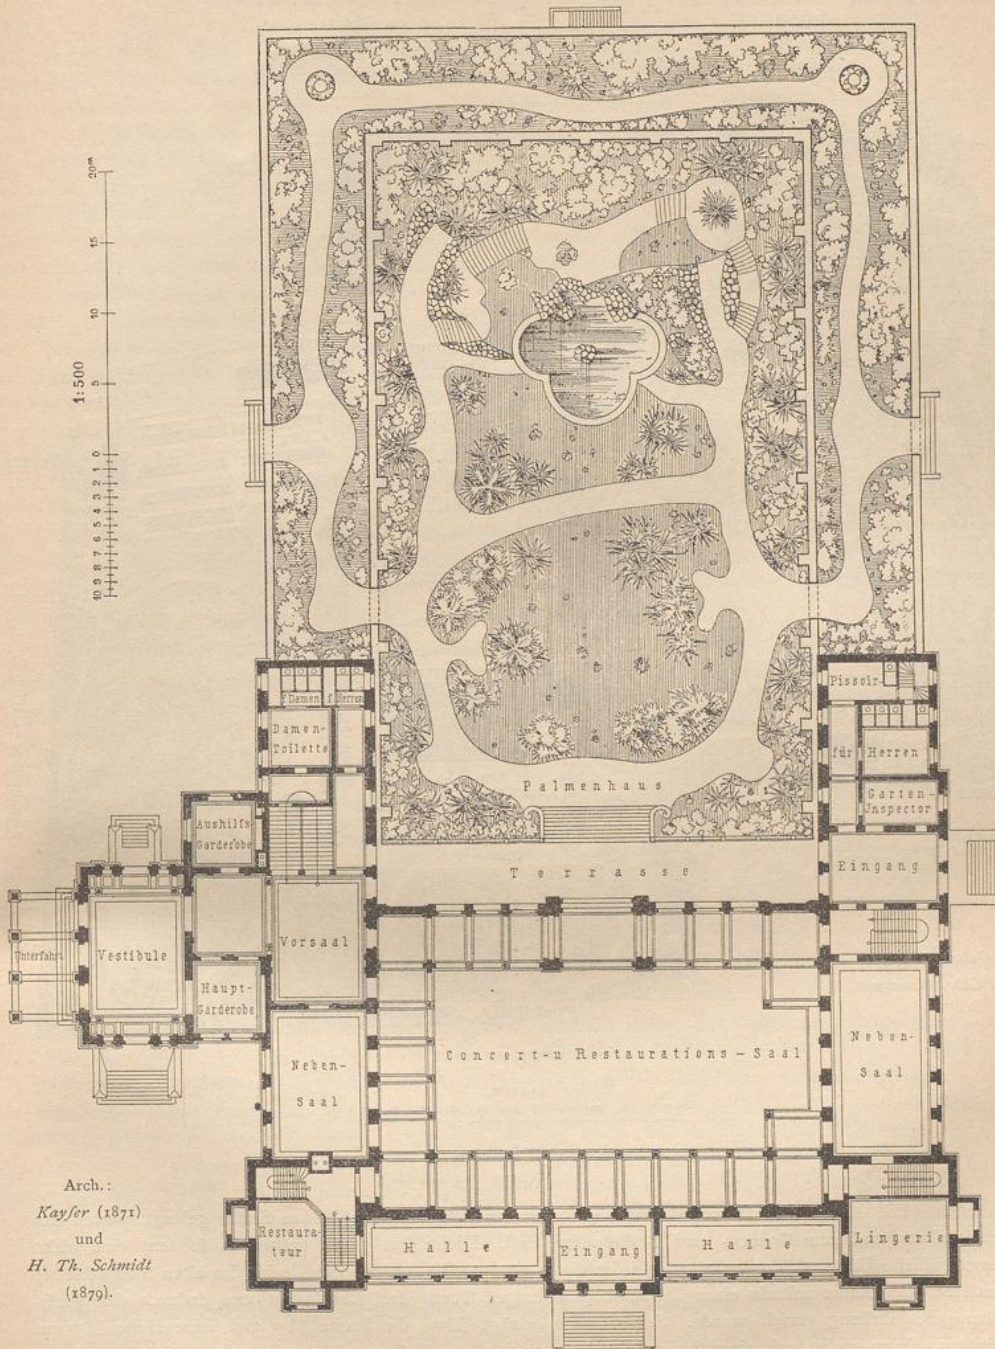 20m
15
10
1:500
5
0
1
2
3
4
5
6
7
8
9
10
Pissoir-
f. Damen f. Herren
Damen-
Toilette
für Herren
Garten-
Jnspector
Palmenhaus
Aushilfs
Garderobe
Terrasse
Eingang
Unterfahrt
Vestibule
Vorsaal
Haupt-
Garderobe
Concert-u Restaurations-Saal
Neben-
Saal
Neben-
Saal
Arch.:
Kayſer (1871)
und
H. Th. Schmidt
(1879).
Restaura-
teur
Halle
Eingang
Halle
Lingerie